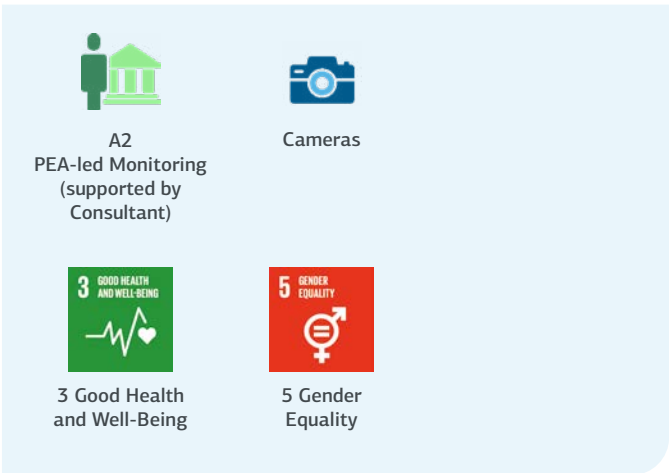 A2
PEA-led Monitoring
(supported by
Consultant)
Cameras
3 GOOD HEALTH
AND WELL-BEING
5 GENDER
EQUALITY
3 Good Health
and Well-Being
5 Gender
Equality